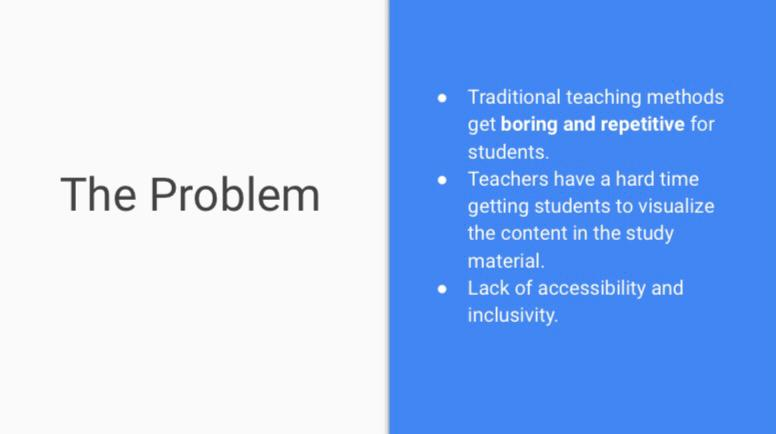 The Problem
● Traditional teaching methods
get boring and repetitive for
students.
● Teachers have a hard time
getting students to visualize
the content in the study
material.
● Lack of accessibility and
inclusivity.